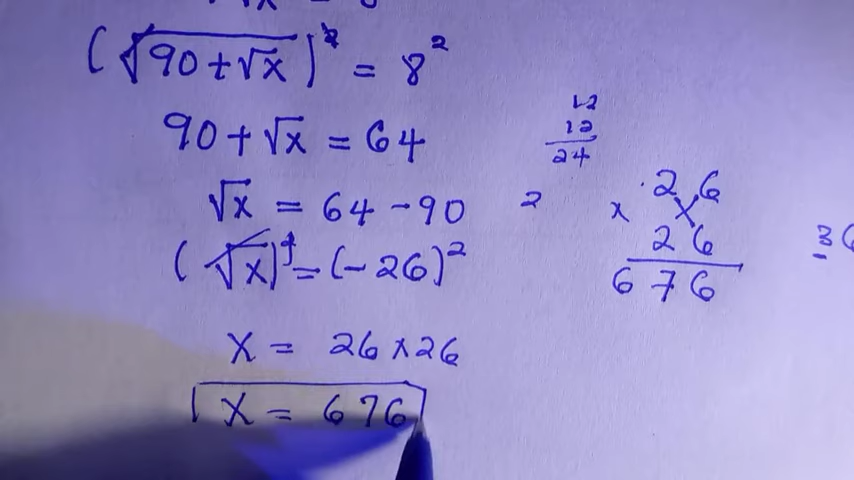 (√(90+√x))² = 8²
90+√x = 64
√x = 64-90
(√x)² = (-26)²
x = 26×26
x = 676
12
12
24
2
26
× 26
676